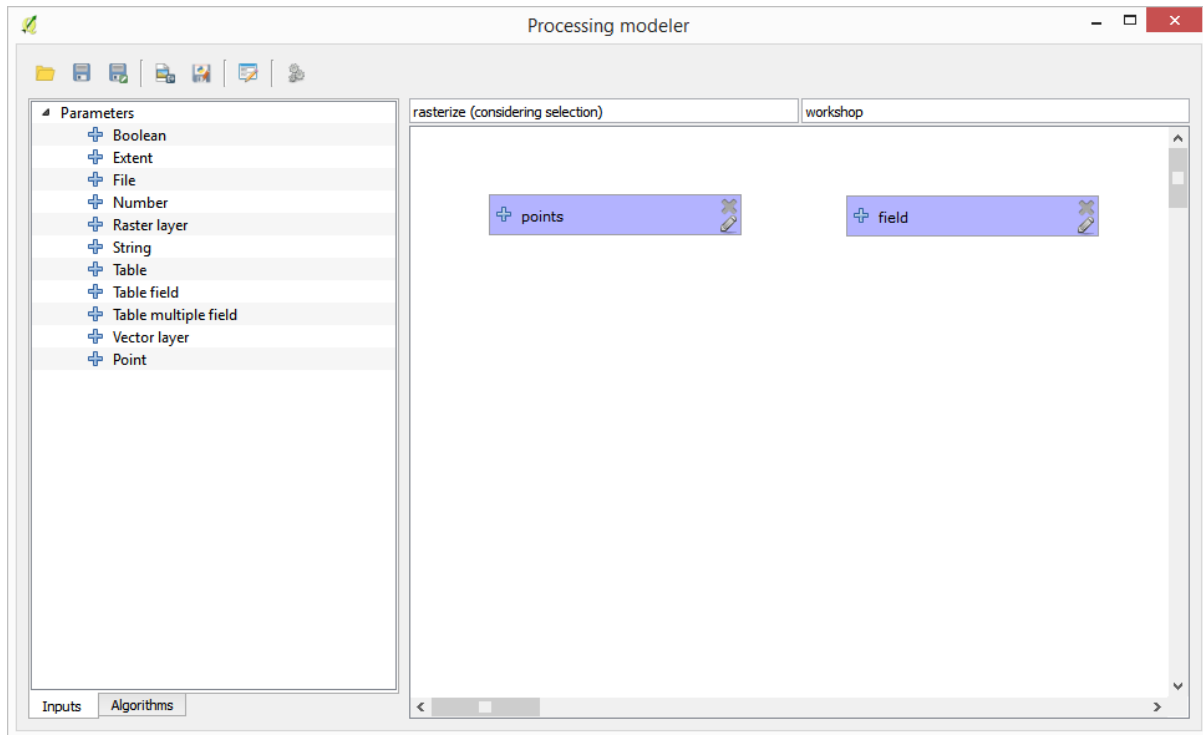 Processing modeler
Parameters
Boolean
Extent
File
Number
Raster layer
String
Table
Table field
Table multiple field
Vector layer
Point
Inputs
Algorithms
rasterize (considering selection)
workshop
points
field